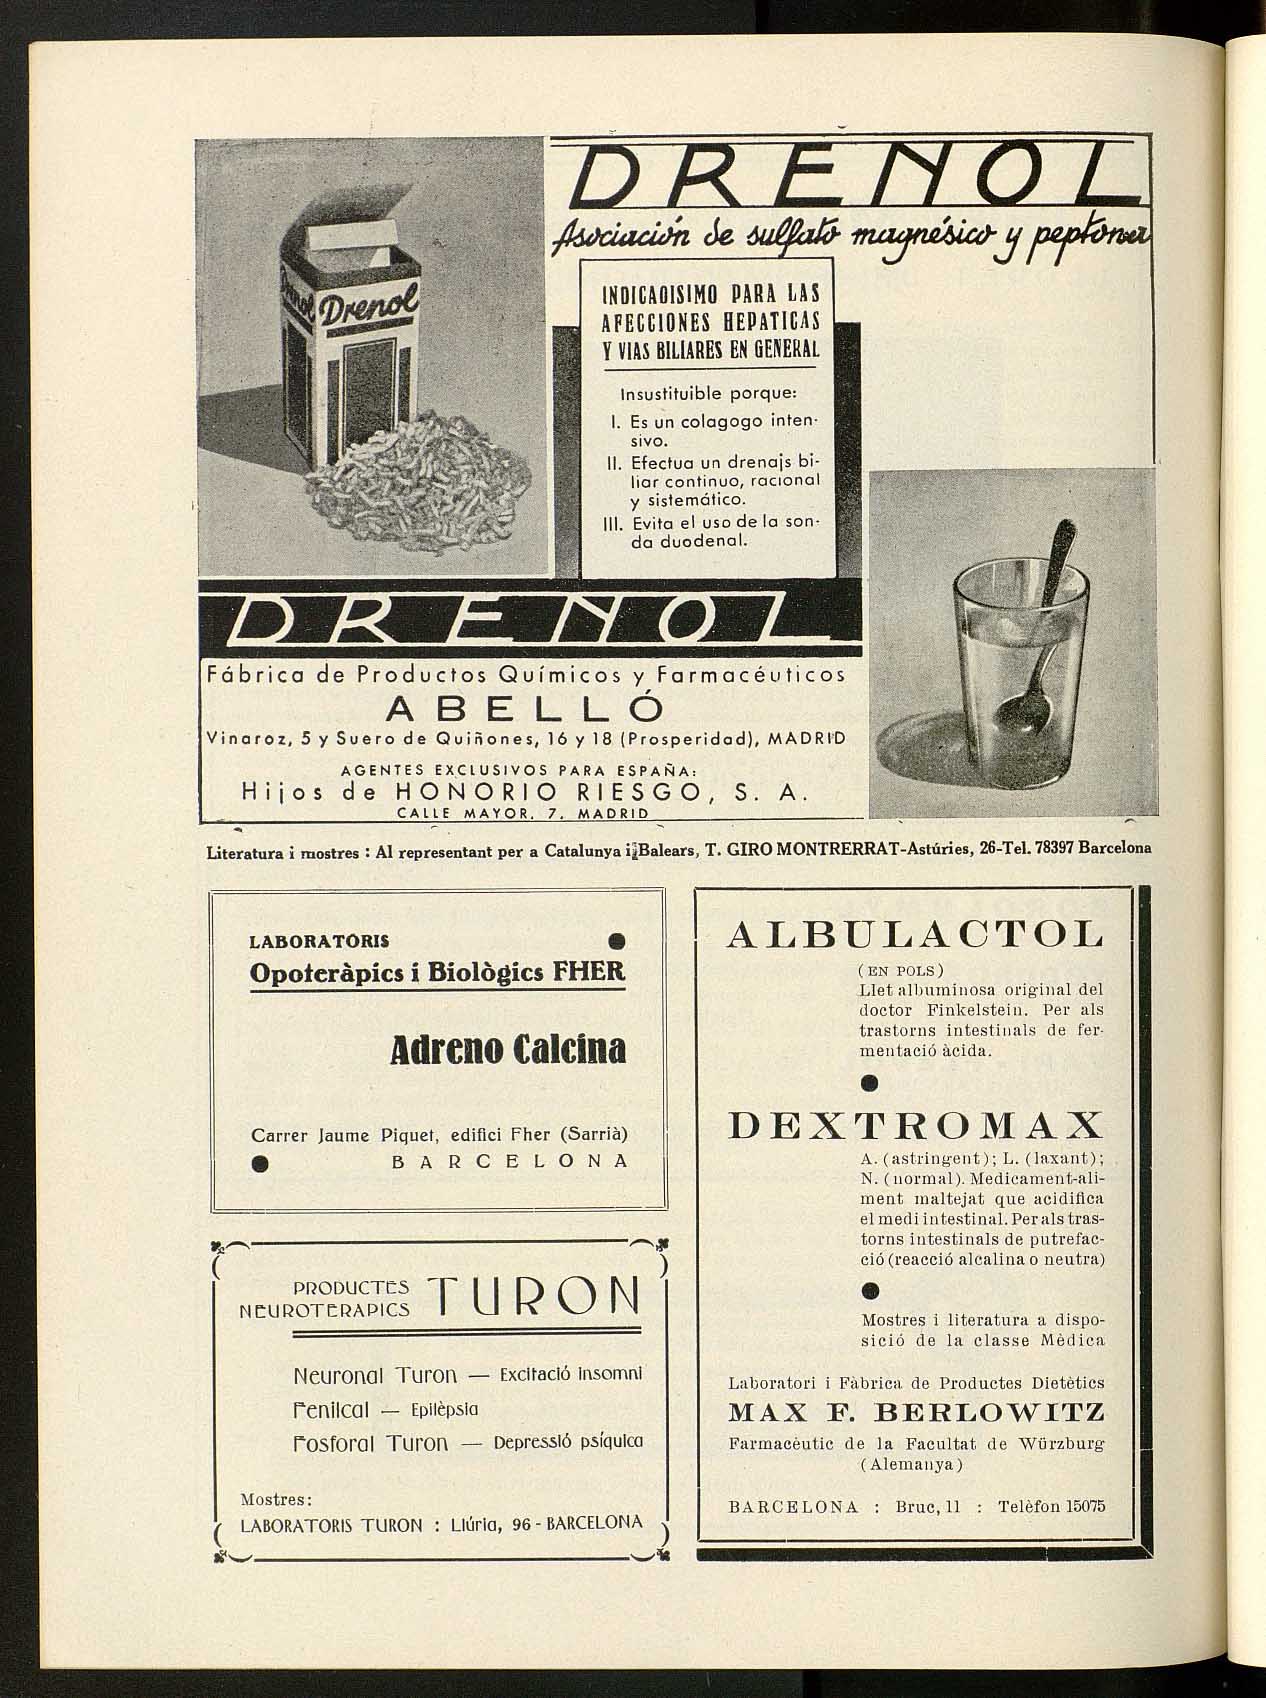 DRENOL
Asociación de sulfato magnésico y peptona
Drenol
Drenol
INDICADISIMO PARA LAS
AFECCIONES HEPATICAS
Y VIAS BILIARES EN GENERAL
Insustituible porque:
I. Es un colagogo inten-
sivo.
II. Efectua un drenajs bi-
liar continuo, racional
y sistemático.
III. Evita el uso de la son-
da duodenal.
DRENOL
Fábrica de Productos Químicos y Farmacéuticos
ABELLÓ
Vinaroz, 5 y Suero de Quiñones, 16 y 18 (Prosperidad), MADRID
AGENTES EXCLUSIVOS PARA ESPAÑA:
Hijos de HONORIO RIESGO, S. A.
CALLE MAYOR, 7, MADRID
Literatura i mostres : Al representant per a Catalunya i Balears, T. GIRO MONTRERRAT-Astúries, 26-Tel. 78397 Barcelona
LABORATORIS
Opoteràpics i Biològics FHER
Adreno Calcina
Carrer Jaume Piquet, edifici Fher (Sarrià)
BARCELONA
PRODUCTES
NEUROTERAPICS TURON
Neuronal Turon — Excitació Insomni
Fenilcal — Epilèpsia
Fosforal Turon — Depressió psíquica
Mostres:
LABORATORIS TURON : Llúria, 96 - BARCELONA
ALBULACTOL
(EN POLS)
Llet albuminosa original del
doctor Finkelstein. Per als
trastorns intestinals de fer-
mentació àcida.
DEXTROMAX
A. (astringent); L. (laxant);
N. (normal). Medicament-ali-
ment maltejat que acidifica
el medi intestinal. Per als tras-
torns intestinals de putrefac-
ció (reacció alcalina o neutra)
Mostres i literatura a dispo-
sició de la classe Mèdica
Laboratori i Fàbrica de Productes Dietètics
MAX F. BERLOWITZ
Farmacèutic de la Facultat de Würzburg
(Alemanya)
BARCELONA : Bruc, 11 : Telèfon 15075